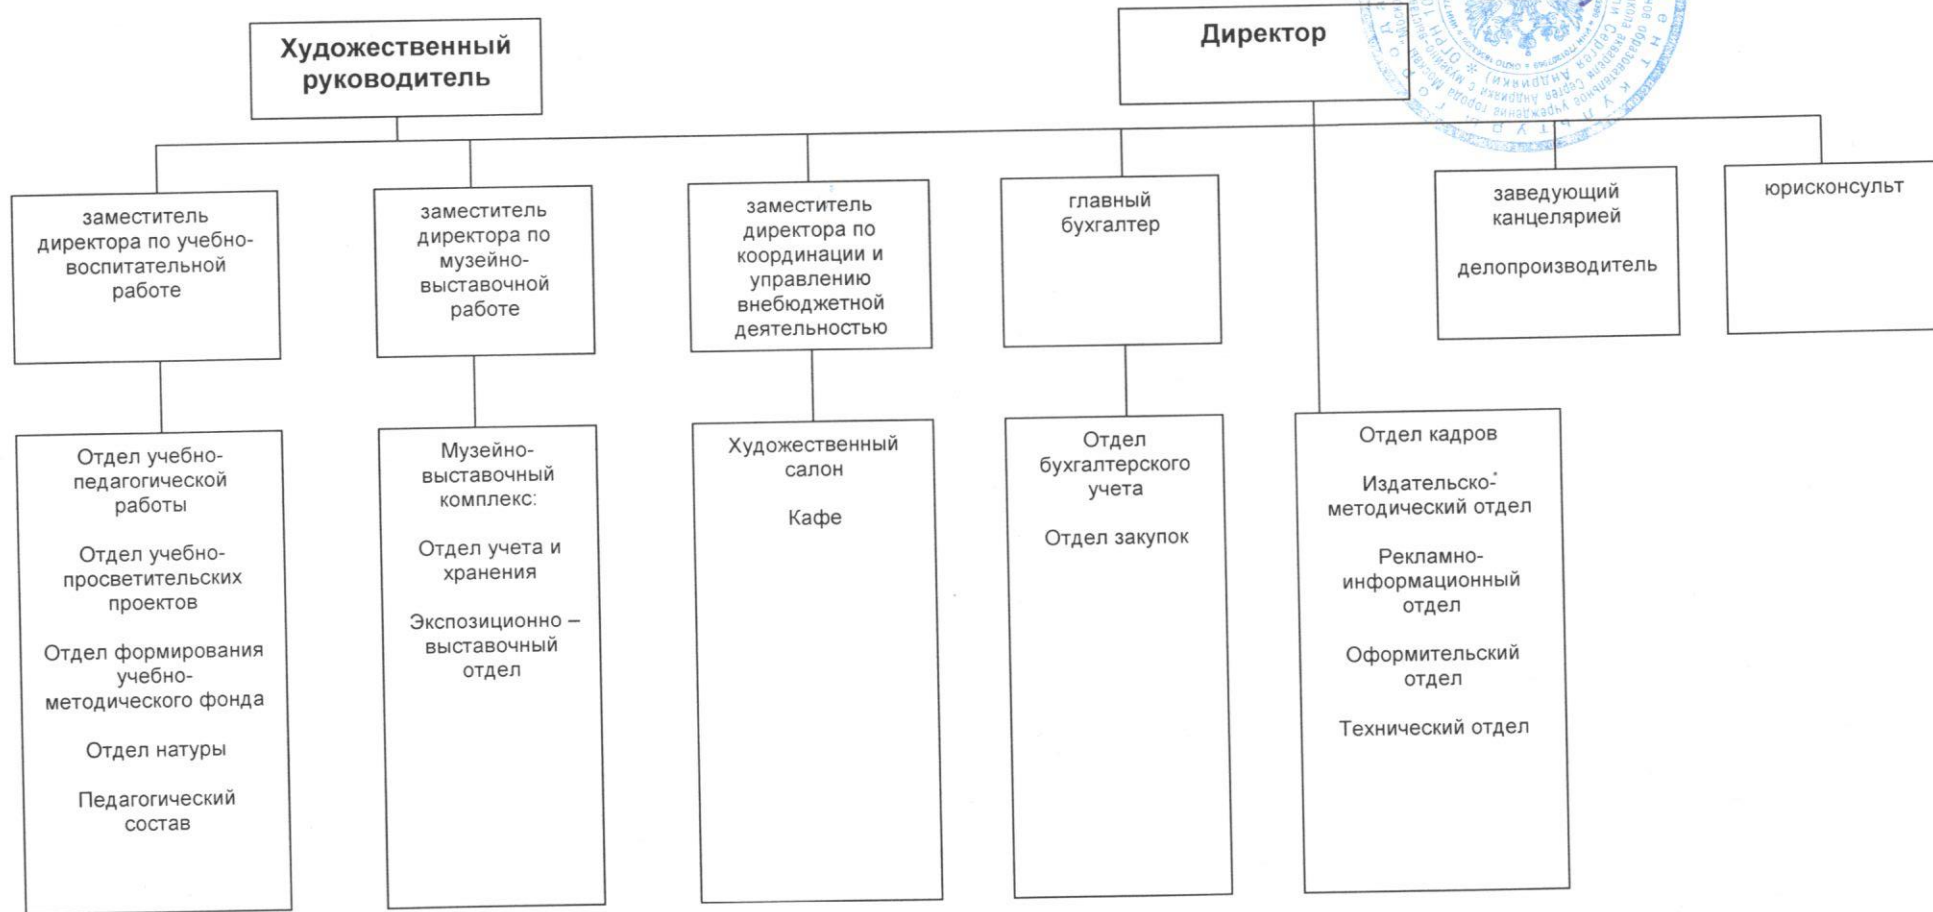 Художественный
руководитель
Директор
заместитель
директора по учебно-
воспитательной
работе
заместитель
директора по
музейно-
выставочной
работе
заместитель
директора по
координации и
управлению
внебюджетной
деятельностью
главный
бухгалтер
заведующий
канцелярией
делопроизводитель
юрисконсульт
Отдел учебно-
педагогической
работы
Отдел учебно-
просветительских
проектов
Отдел формирования
учебно-
методического фонда
Отдел натуры
Педагогический
состав
Музейно-
выставочный
комплекс:
Отдел учета и
хранения
Экспозиционно –
выставочный
отдел
Художественный
салон
Кафе
Отдел
бухгалтерского
учета
Отдел закупок
Отдел кадров
Издательско-
методический отдел
Рекламно-
информационный
отдел
Оформительский
отдел
Технический отдел